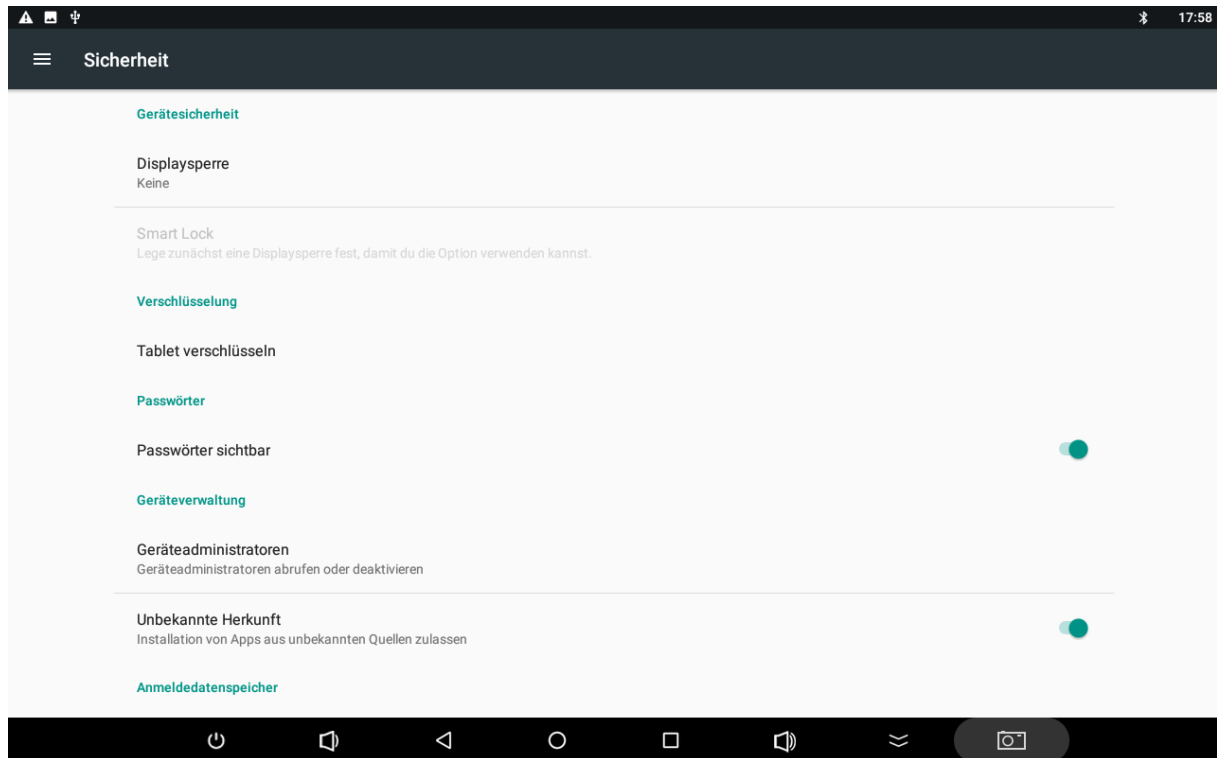 17:58
Sicherheit
Gerätesicherheit
Displaysperre
Keine
Smart Lock
Lege zunächst eine Displaysperre fest, damit du die Option verwenden kannst.
Verschlüsselung
Tablet verschlüsseln
Passwörter
Passwörter sichtbar
Geräteverwaltung
Geräteadministratoren
Geräteadministratoren abrufen oder deaktivieren
Unbekannte Herkunft
Installation von Apps aus unbekannten Quellen zulassen
Anmeldedatenspeicher